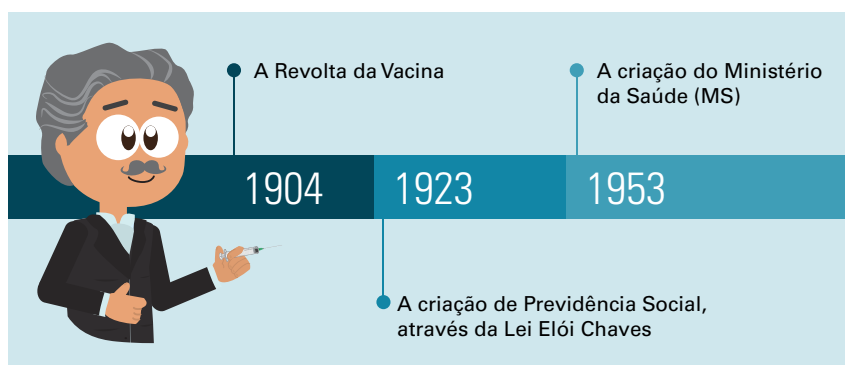 A Revolta da Vacina
A criação do Ministério
da Saúde (MS)
1904
1923
1953
A criação de Previdência Social,
através da Lei Elói Chaves